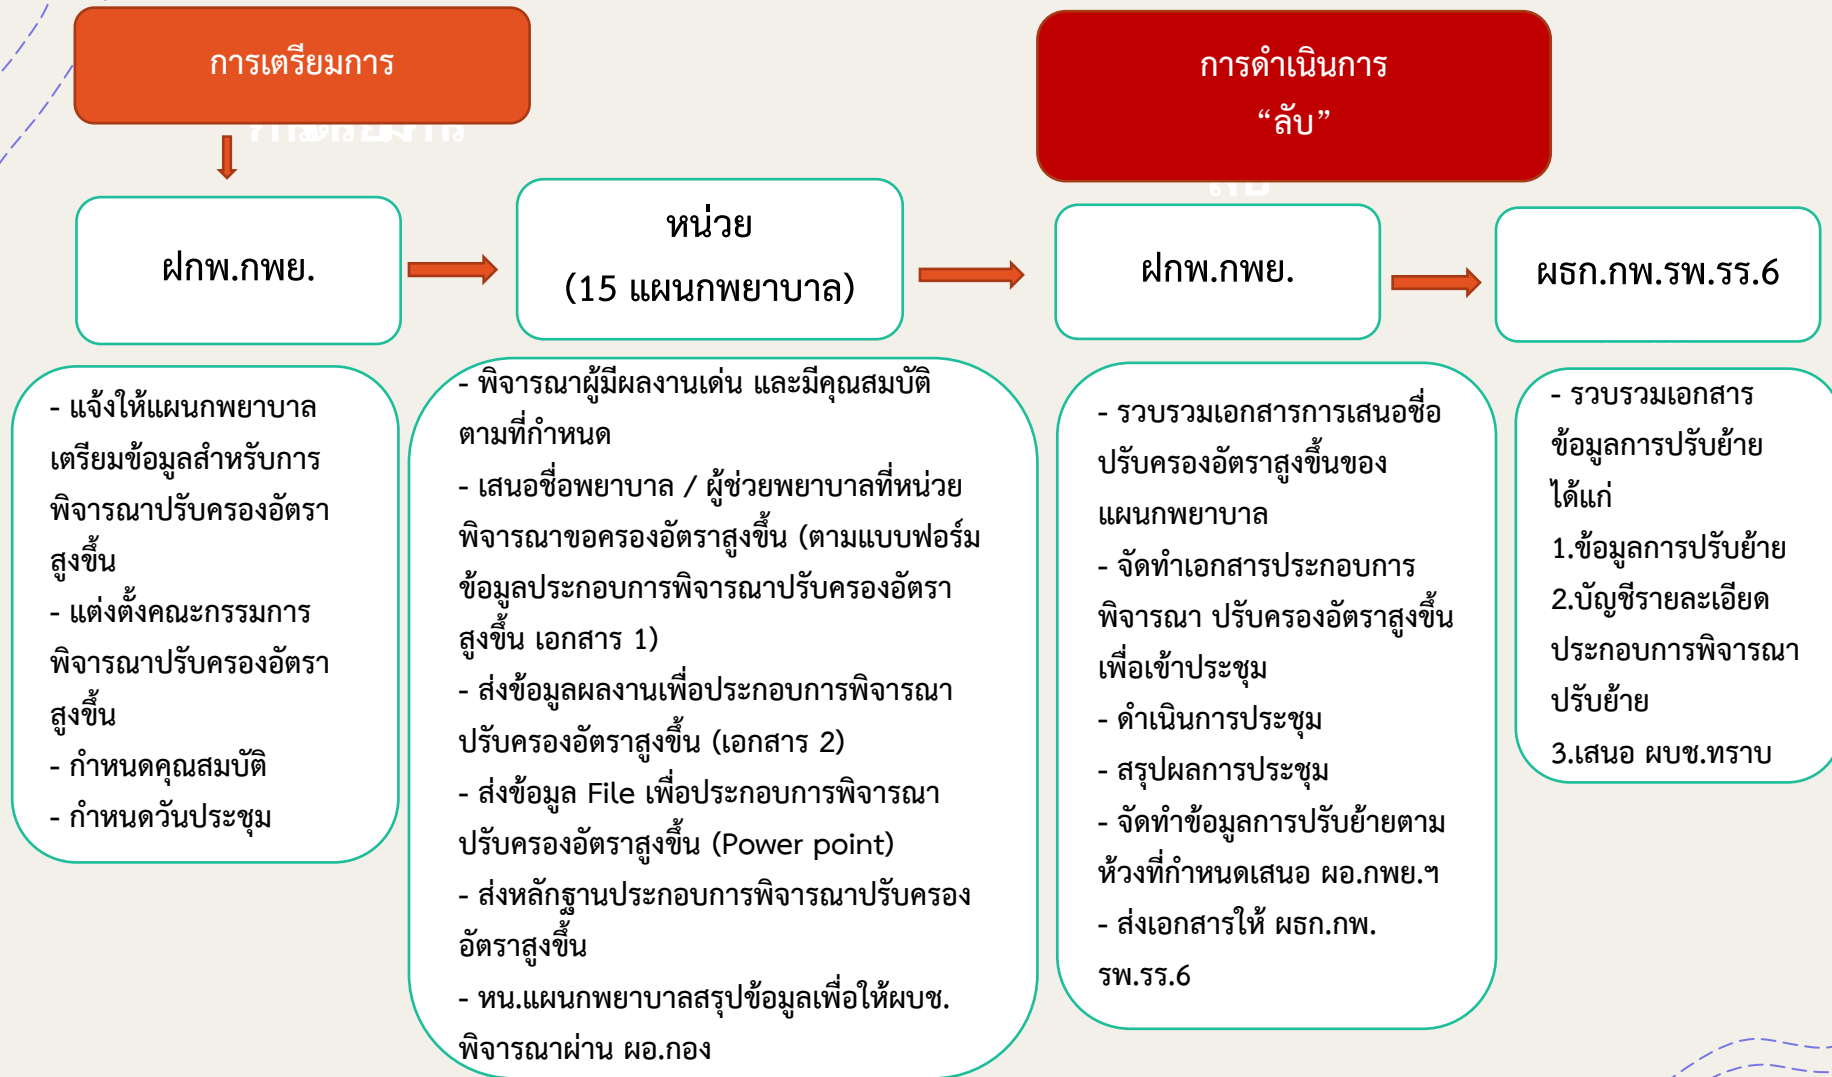 การเตรียมการ
ฝกพ.กพย.
- แจ้งให้แผนกพยาบาล
เตรียมข้อมูลสำหรับการ
พิจารณาปรับครองอัตรา
สูงขึ้น
- แต่งตั้งคณะกรรมการ
พิจารณาปรับครองอัตรา
สูงขึ้น
- กำหนดคุณสมบัติ
- กำหนดวันประชุม
หน่วย
(15 แผนกพยาบาล)
- พิจารณาผู้มีผลงานเด่น และมีคุณสมบัติ
ตามที่กำหนด
- เสนอชื่อพยาบาล / ผู้ช่วยพยาบาลที่หน่วย
พิจารณาขอครองอัตราสูงขึ้น (ตามแบบฟอร์ม
ข้อมูลประกอบการพิจารณาปรับครองอัตรา
สูงขึ้น เอกสาร 1)
- ส่งข้อมูลผลงานเพื่อประกอบการพิจารณา
ปรับครองอัตราสูงขึ้น (เอกสาร 2)
- ส่งข้อมูล File เพื่อประกอบการพิจารณา
ปรับครองอัตราสูงขึ้น (Power point)
- ส่งหลักฐานประกอบการพิจารณาปรับครอง
อัตราสูงขึ้น
- หน.แผนกพยาบาลสรุปข้อมูลเพื่อให้ผบช.
พิจารณาผ่าน ผอ.กอง
การดำเนินการ
“ลับ”
ฝกพ.กพย.
- รวบรวมเอกสารการเสนอชื่อ
ปรับครองอัตราสูงขึ้นของ
แผนกพยาบาล
- จัดทำเอกสารประกอบการ
พิจารณา ปรับครองอัตราสูงขึ้น
เพื่อเข้าประชุม
- ดำเนินการประชุม
- สรุปผลการประชุม
- จัดทำข้อมูลการปรับย้ายตาม
ห้วงที่กำหนดเสนอ ผอ.กพย.ฯ
- ส่งเอกสารให้ ผธก.กพ.
รพ.รร.6
ผธก.กพ.รพ.รร.6
- รวบรวมเอกสาร
ข้อมูลการปรับย้าย
ได้แก่
1.ข้อมูลการปรับย้าย
2.บัญชีรายละเอียด
ประกอบการพิจารณา
ปรับย้าย
3.เสนอ ผบช.ทราบ